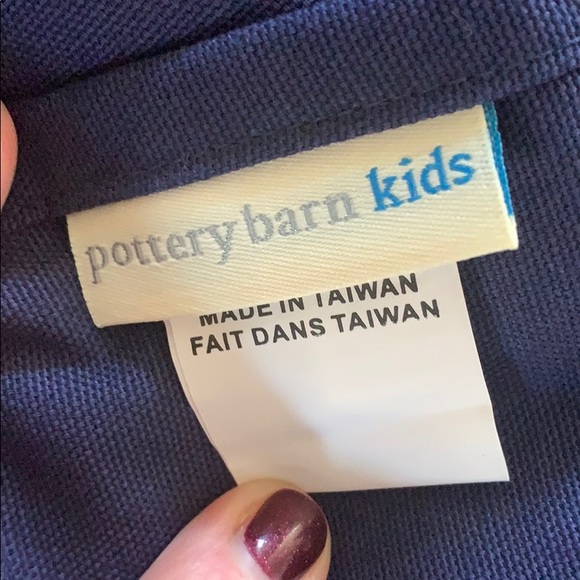 pottery barn kids
MADE IN TAIWAN
FAIT DANS TAIWAN